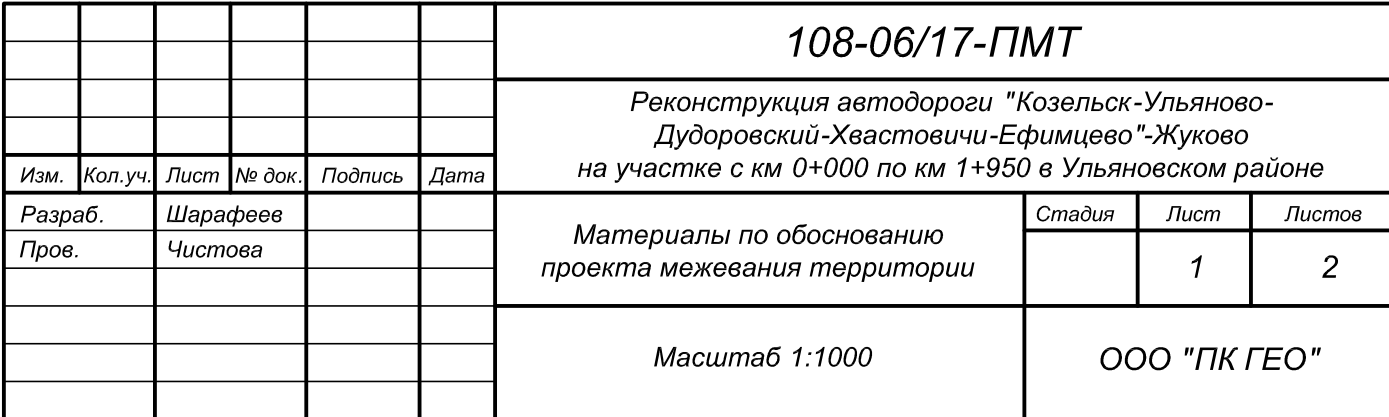 108-06/17-ПМТ
Реконструкция автодороги "Козельск-Ульяново-
Дудоровский-Хвастовичи-Ефимцево"-Жуково
на участке с км 0+000 по км 1+950 в Ульяновском районе
Изм. Кол.уч. Лист № док. Подпись Дата
Разраб. Шарафеев
Пров. Чистова
Материалы по обоснованию
проекта межевания территории
Стадия Лист Листов
1 2
Масштаб 1:1000
ООО "ПК ГЕО"